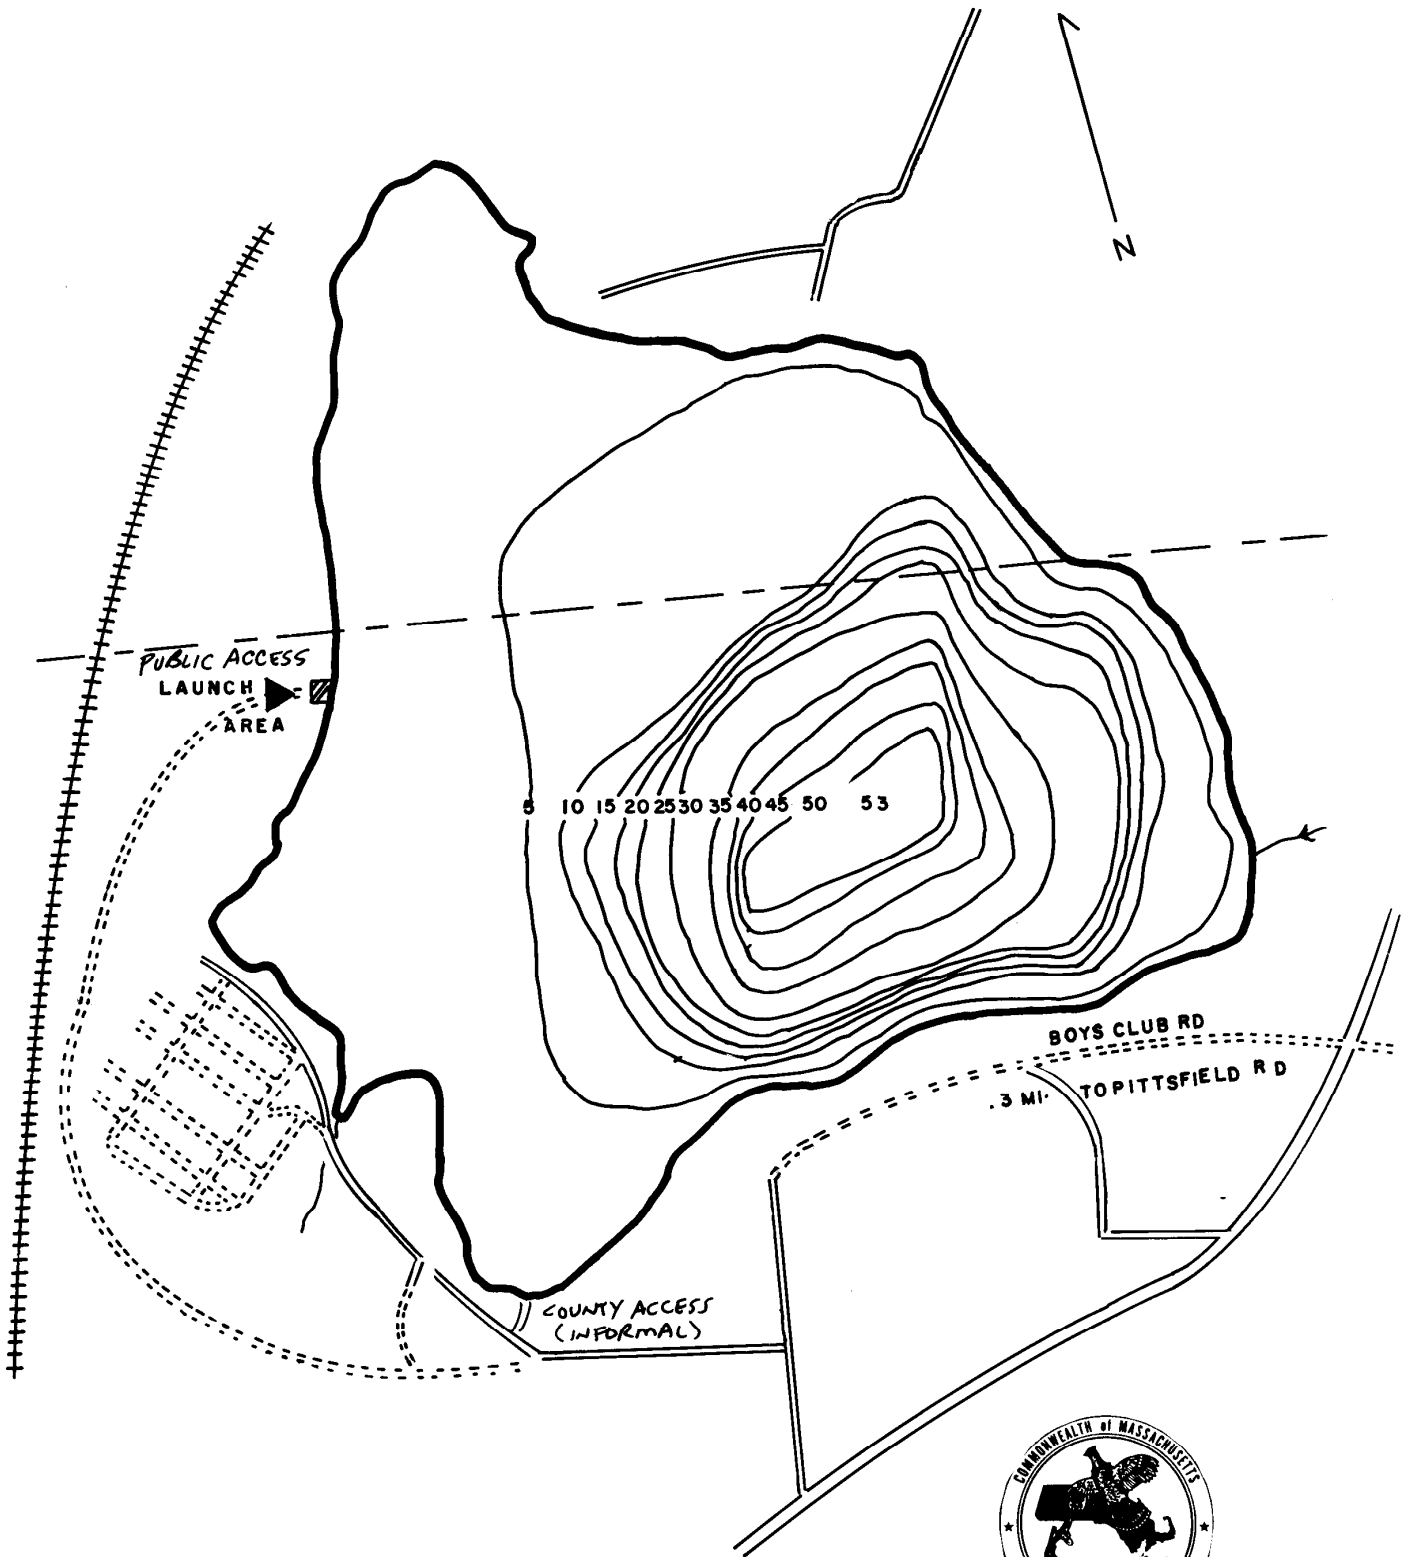 N
PUBLIC ACCESS
LAUNCH
AREA
5 10 15 20 25 30 35 40 45 50 53
BOYS CLUB RD
.3 MI. TO PITTSFIELD RD
COUNTY ACCESS
(INFORMAL)
COMMONWEALTH of MASSACHUSETTS